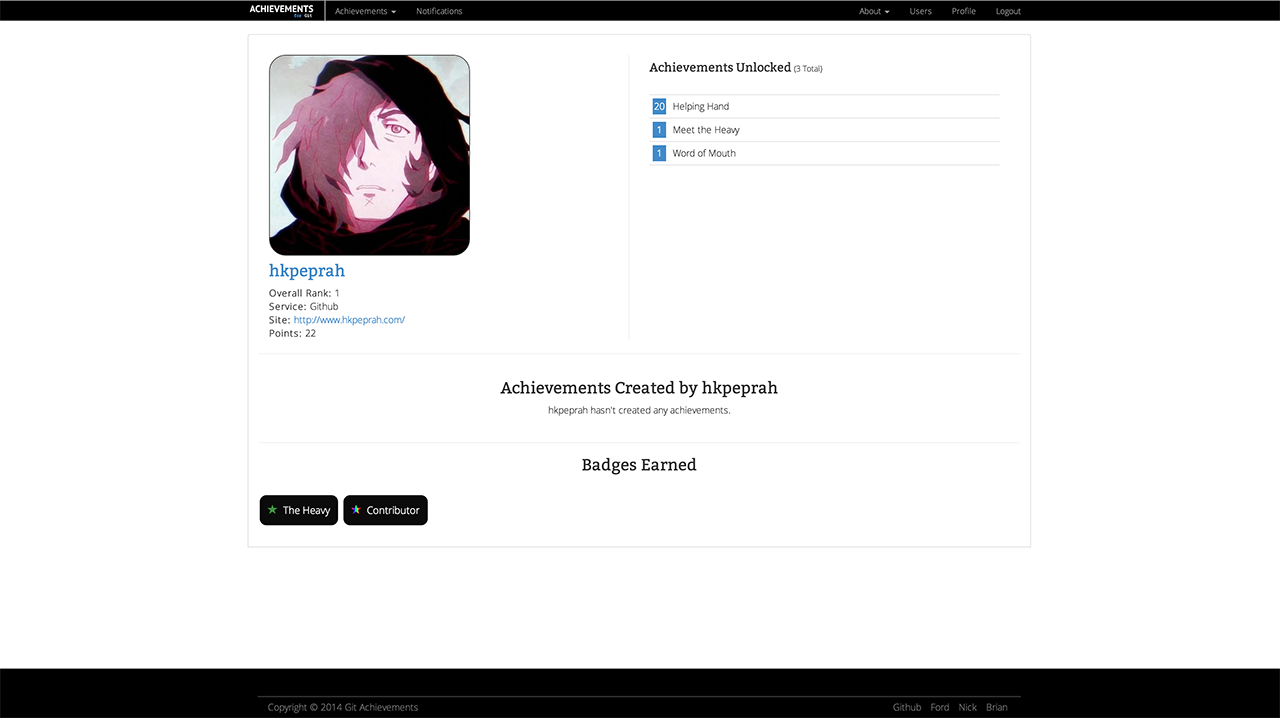 ACHIEVEMENTS
for Git
Achievements
Notifications
About
Users
Profile
Logout
hkpeprah
Overall Rank: 1
Service: Github
Site: http://www.hkpeprah.com/
Points: 22
Achievements Unlocked (3 Total)
20 Helping Hand
1 Meet the Heavy
1 Word of Mouth
Achievements Created by hkpeprah
hkpeprah hasn't created any achievements.
Badges Earned
The Heavy
Contributor
Copyright © 2014 Git Achievements
Github Ford Nick Brian